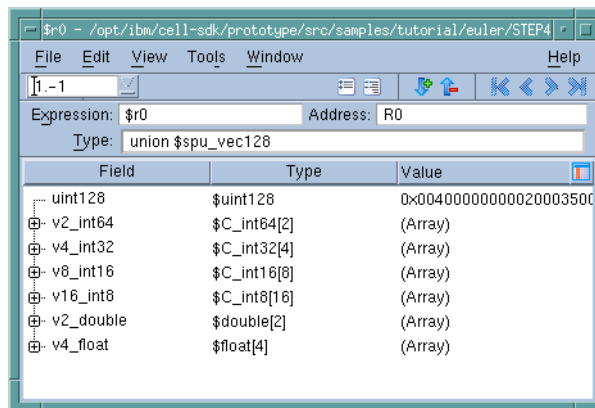 $r0 - /opt/ibm/cell-sdk/prototype/src/samples/tutorial/euler/STEP4
File Edit View Tools Window Help
1.-1
Expression: $r0 Address: R0
Type: union $spu_vec128
Field Type Value
uint128 $uint128 0x00400000000020003500
v2_int64 $C_int64[2] (Array)
v4_int32 $C_int32[4] (Array)
v8_int16 $C_int16[8] (Array)
v16_int8 $C_int8[16] (Array)
v2_double $double[2] (Array)
v4_float $float[4] (Array)